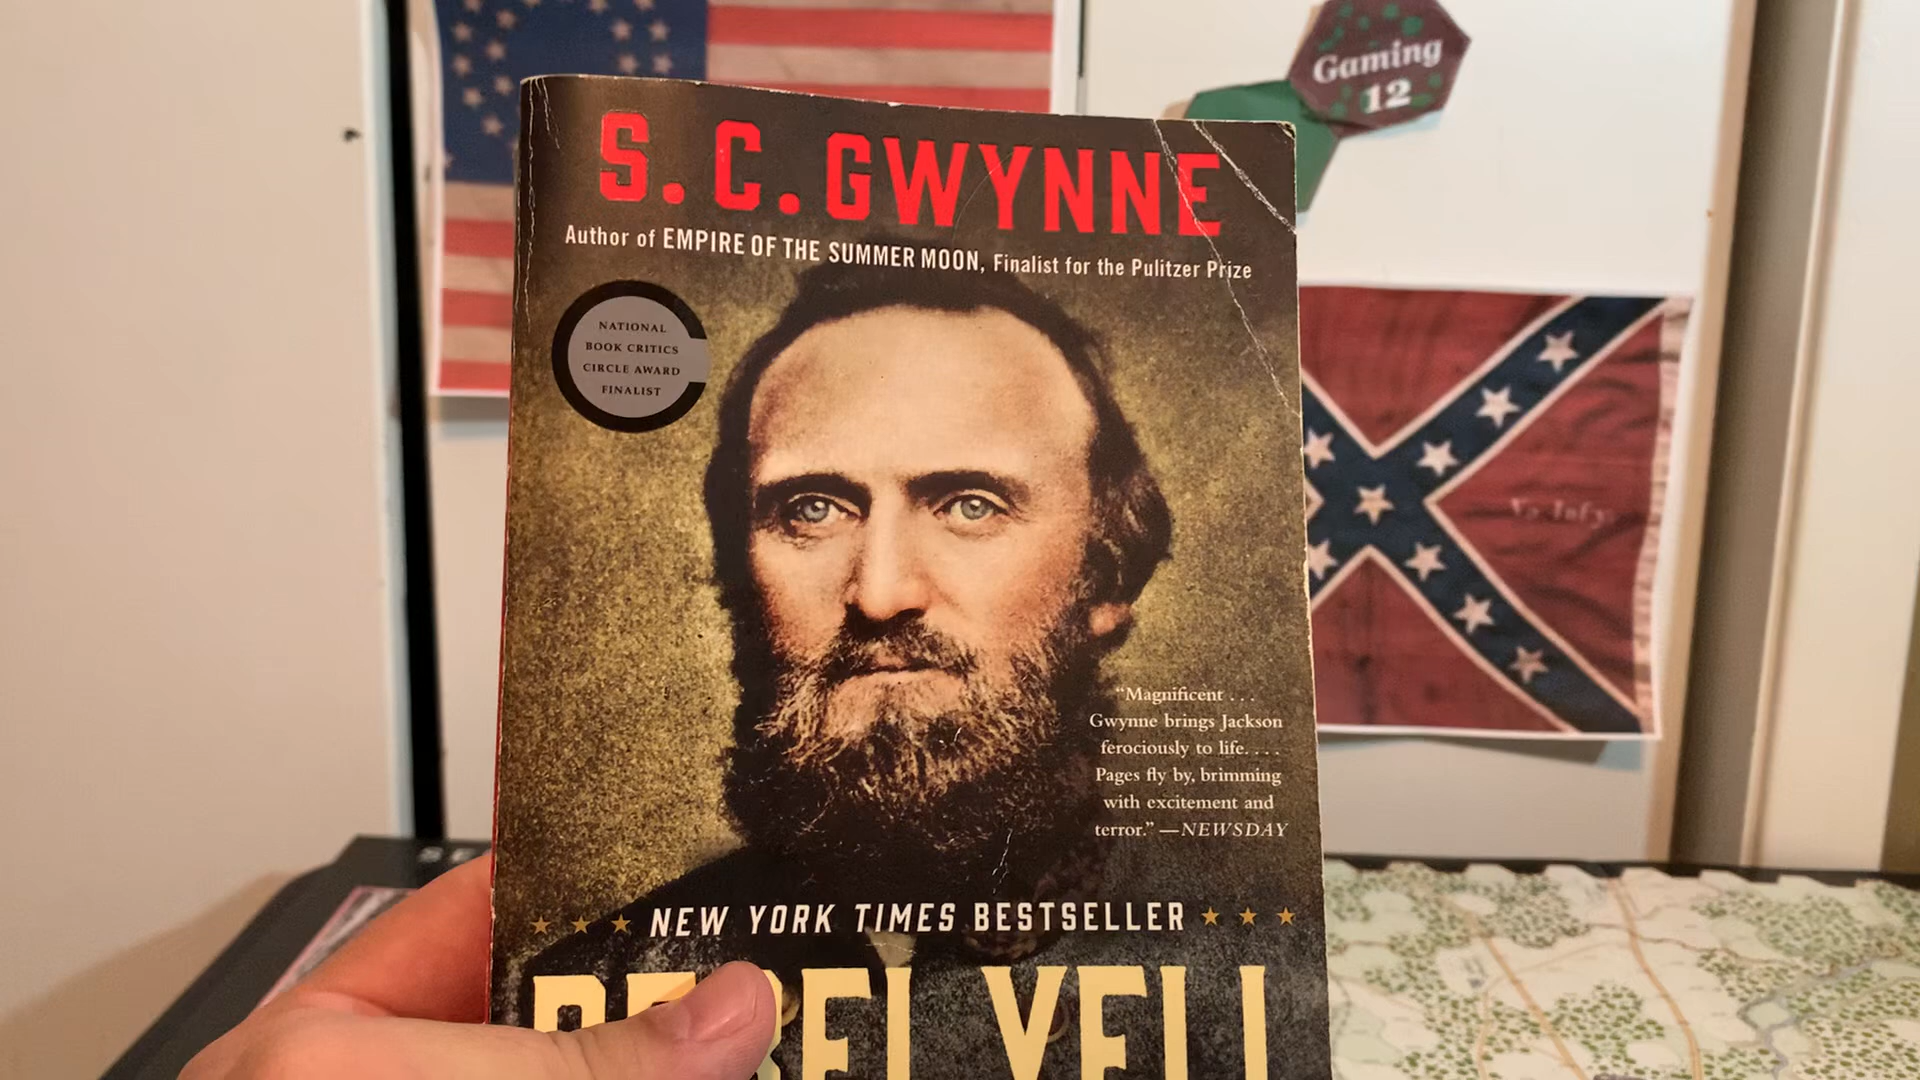 Gaming
12
S. C. GWYNNE
Author of EMPIRE OF THE SUMMER MOON, Finalist for the Pulitzer Prize
NATIONAL
BOOK CRITICS
CIRCLE AWARD
FINALIST
“Magnificent . . .
Gwynne brings Jackson
ferociously to life. . . .
Pages fly by, brimming
with excitement and
terror.” —NEWSDAY
NEW YORK TIMES BESTSELLER
REBEL YELL